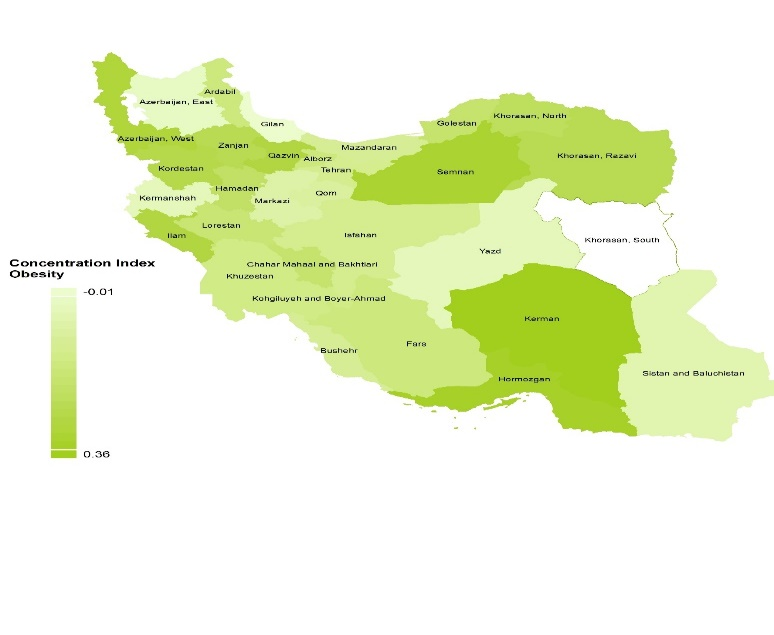 Ardabil
Azerbaijan, East
Gilan
Khorasan, North
Golestan
Azerbaijan, West
Zanjan
Mazandaran
Qazvin
Alborz
Khorasan, Razavi
Kordestan
Tehran
Semnan
Hamadan
Qom
Kermanshah
Markazi
Lorestan
Ilam
Isfahan
Khorasan, South
Yazd
Concentration Index
Obesity
-0.01
0.36
Chahar Mahaal and Bakhtiari
Khuzestan
Kohgiluyeh and Boyer-Ahmad
Kerman
Fars
Bushehr
Hormozgan
Sistan and Baluchistan